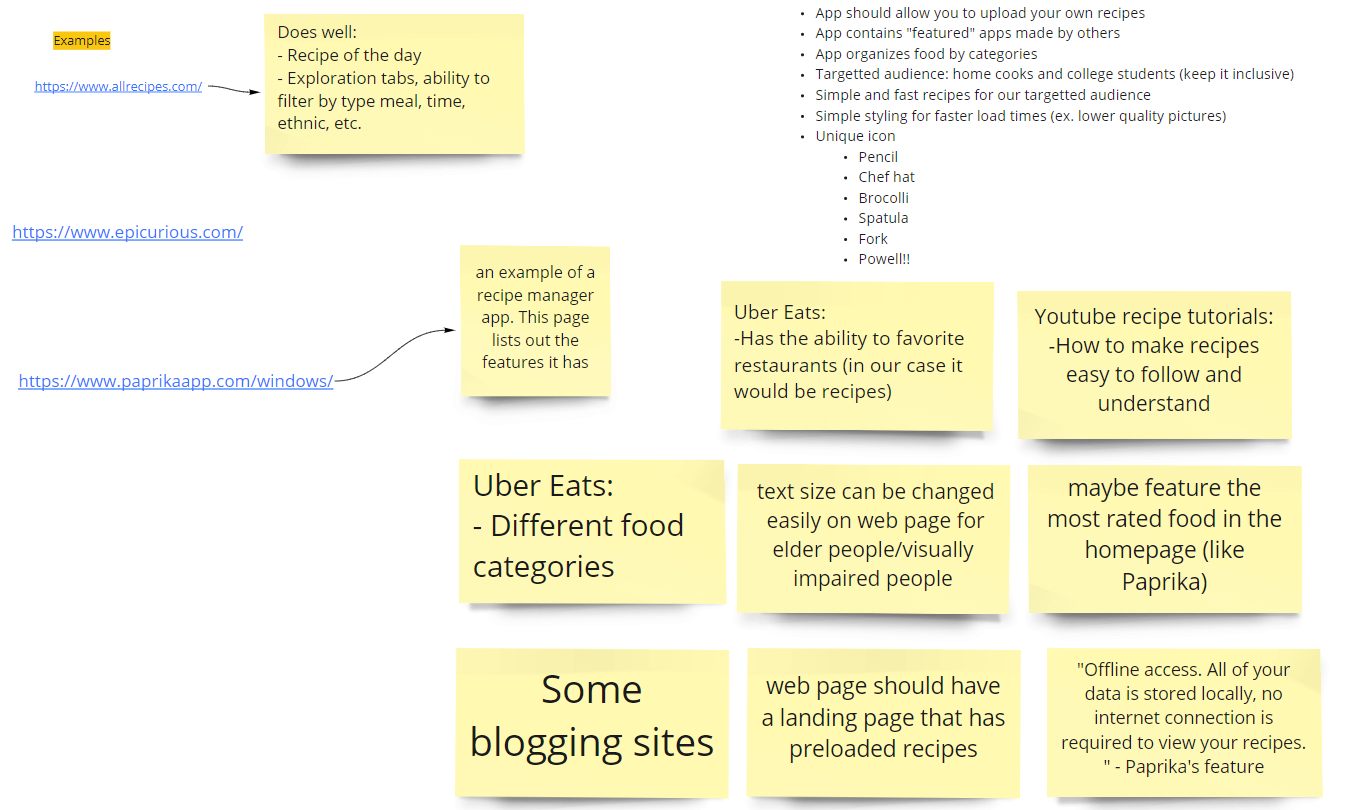 Examples
https://www.allrecipes.com/
Does well:
- Recipe of the day
- Exploration tabs, ability to
filter by type meal, time,
ethnic, etc.
• App should allow you to upload your own recipes
• App contains "featured" apps made by others
• App organizes food by categories
• Targetted audience: home cooks and college students (keep it inclusive)
• Simple and fast recipes for our targetted audience
• Simple styling for faster load times (ex. lower quality pictures)
• Unique icon
• Pencil
• Chef hat
• Brocolli
• Spatula
• Fork
• Powell!!
https://www.epicurious.com/
https://www.paprikaapp.com/windows/
an example of a
recipe manager
app. This page
lists out the
features it has
Uber Eats:
-Has the ability to favorite
restaurants (in our case it
would be recipes)
Youtube recipe tutorials:
-How to make recipes
easy to follow and
understand
Uber Eats:
- Different food
categories
text size can be changed
easily on web page for
elder people/visually
impaired people
maybe feature the
most rated food in the
homepage (like
Paprika)
Some
blogging sites
web page should have
a landing page that has
preloaded recipes
"Offline access. All of your
data is stored locally, no
internet connection is
required to view your recipes.
" - Paprika's feature